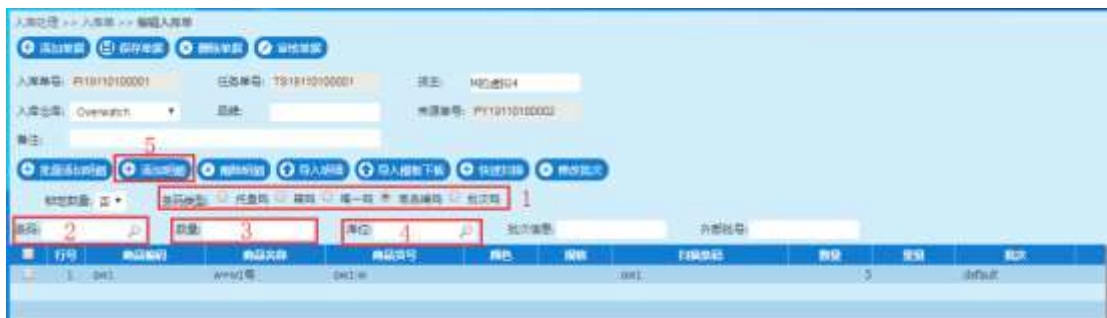 入库处理 >> 入库单 >> 编辑入库单
添加单据 保存单据 删除单据 审核单据
入库单号: PI19110100001 任务单号: TS19110100001 货主:
入库仓库: Overwatch 品牌: 来源单号: PY19110100002
备注: 5
批量添加明细 添加明细 删除明细 导入明细 导入模板下载 快速扫描 修改批次
锁定数量: 否 条码类型: 托盘码 箱码 唯一码 商品编码 批次码 1
条码: 2 数量: 3 库位: 4 批次信息: 外部批号:
行号 商品编码 商品名称 商品货号 颜色 规格 扫描条码 数量 重量 批次
1 5 default